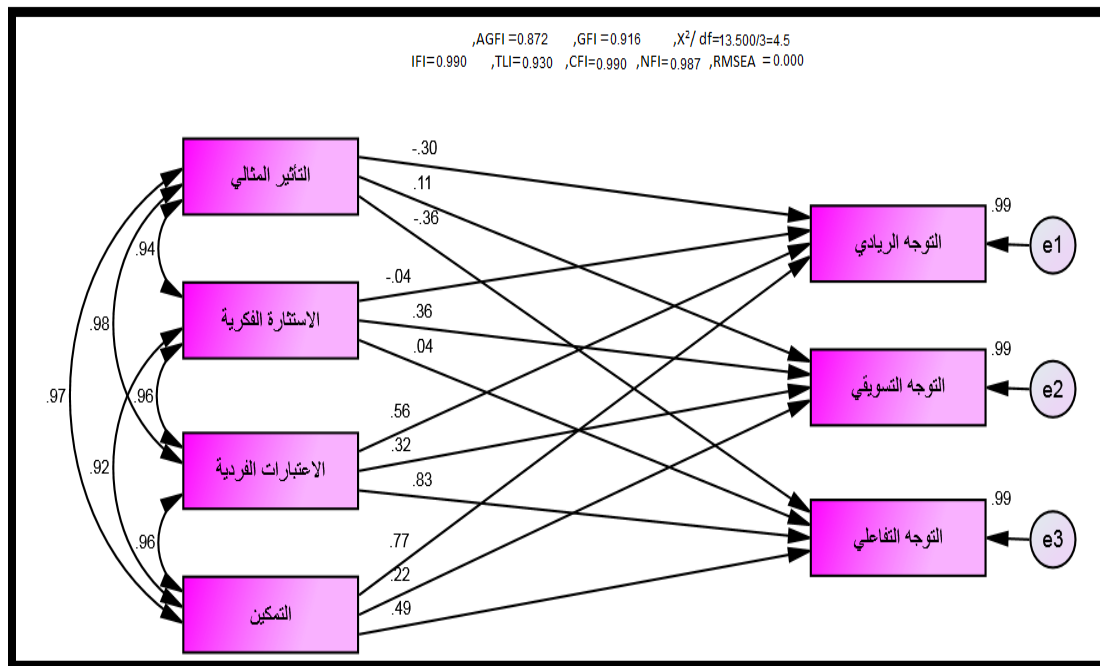 ,AGFI =0.872 ,GFI =0.916 ,X²/ df=13.500/3=4.5
IFI=0.990 ,TLI=0.930 ,CFI=0.990 ,NFI=0.987 ,RMSEA =0.000
التأثير المثالي
الاستثارة الفكرية
الاعتبارات الفردية
التمكين
.94
.98
.97
.96
.92
.96
-.30
.11
-.36
-.04
.36
.04
.56
.32
.83
.77
.22
.49
.99
التوجه الريادي
e1
.99
التوجه التسويقي
e2
.99
التوجه التفاعلي
e3